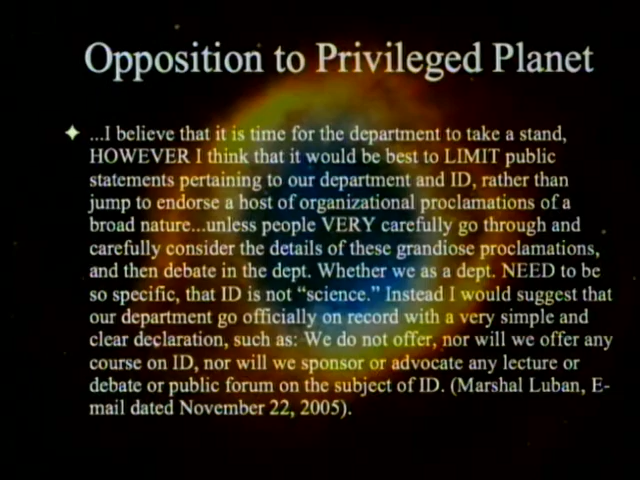 Opposition to Privileged Planet
...I believe that it is time for the department to take a stand,
HOWEVER I think that it would be best to LIMIT public
statements pertaining to our department and ID, rather than
jump to endorse a host of organizational proclamations of a
broad nature...unless people VERY carefully go through and
carefully consider the details of these grandiose proclamations,
and then debate in the dept. Whether we as a dept. NEED to be
so specific, that ID is not “science.” Instead I would suggest that
our department go officially on record with a very simple and
clear declaration, such as: We do not offer, nor will we offer any
course on ID, nor will we sponsor or advocate any lecture or
debate or public forum on the subject of ID. (Marshal Luban, E-
mail dated November 22, 2005).